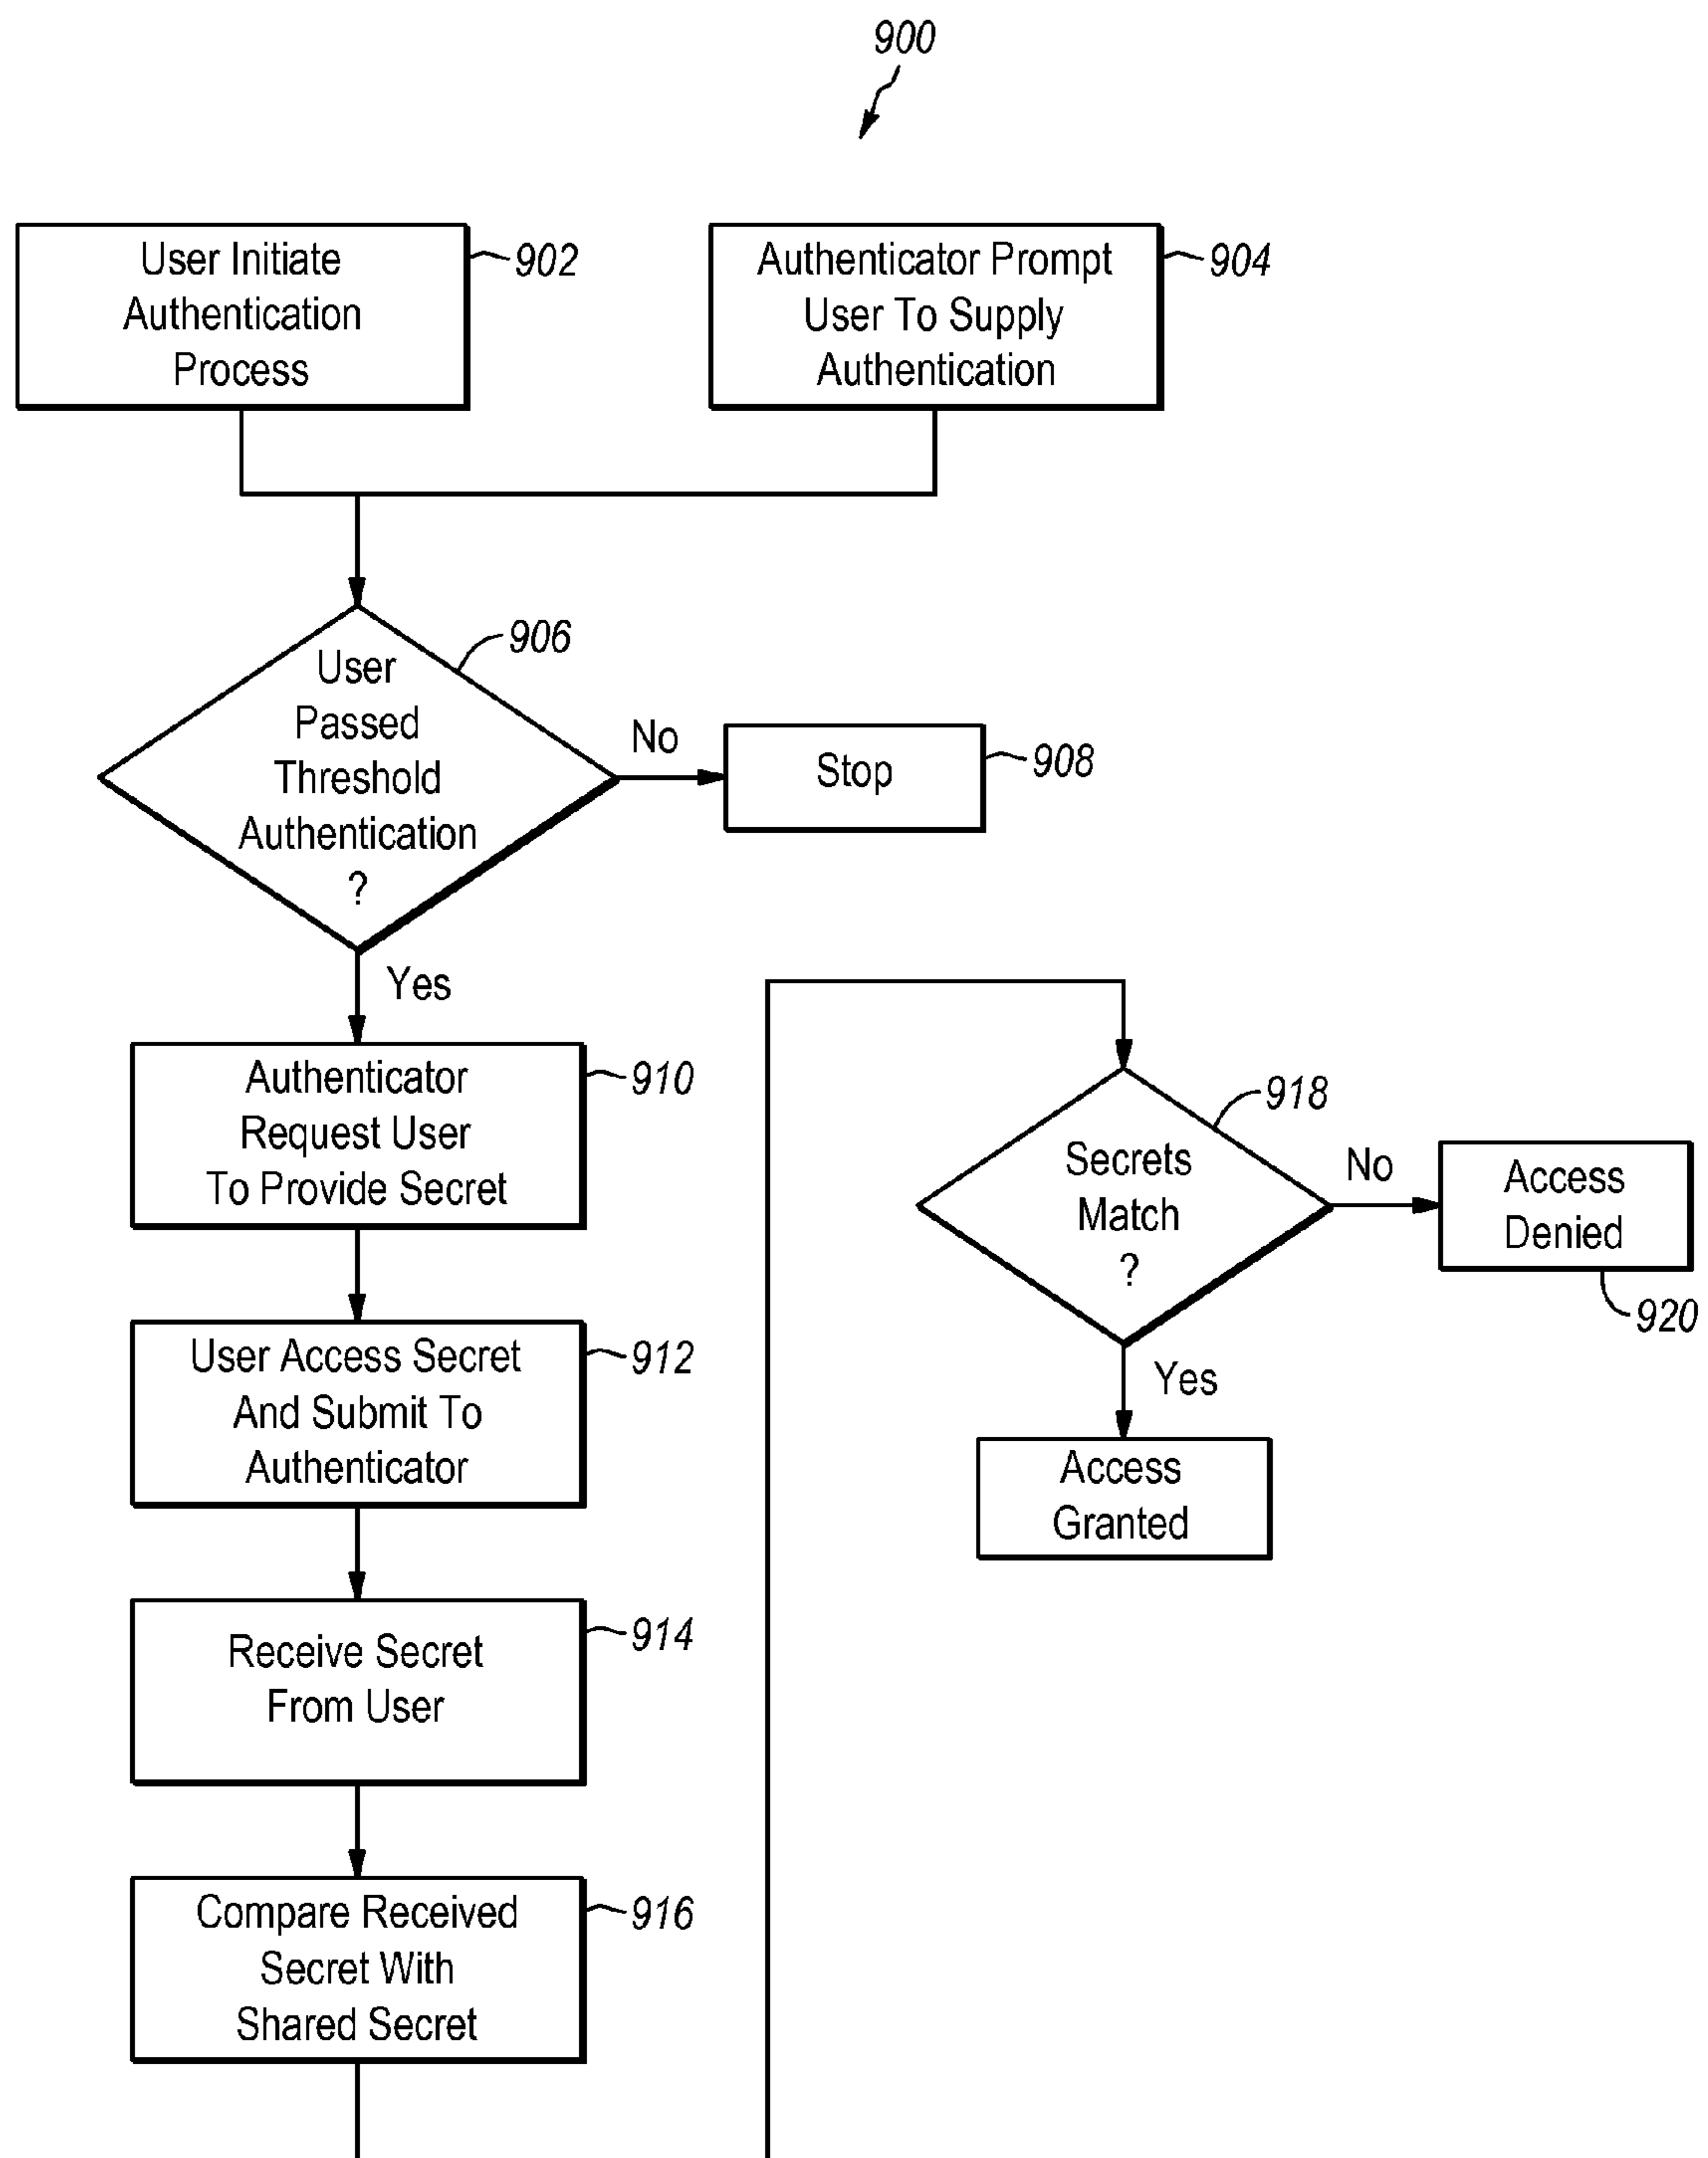 900
User Initiate
Authentication
Process
902
Authenticator Prompt
User To Supply
Authentication
904
User
Passed
Threshold
Authentication
?
906
No
Stop
908
Yes
Authenticator
Request User
To Provide Secret
910
User Access Secret
And Submit To
Authenticator
912
Receive Secret
From User
914
Compare Received
Secret With
Shared Secret
916
Secrets
Match
?
918
No
Access
Denied
920
Yes
Access
Granted